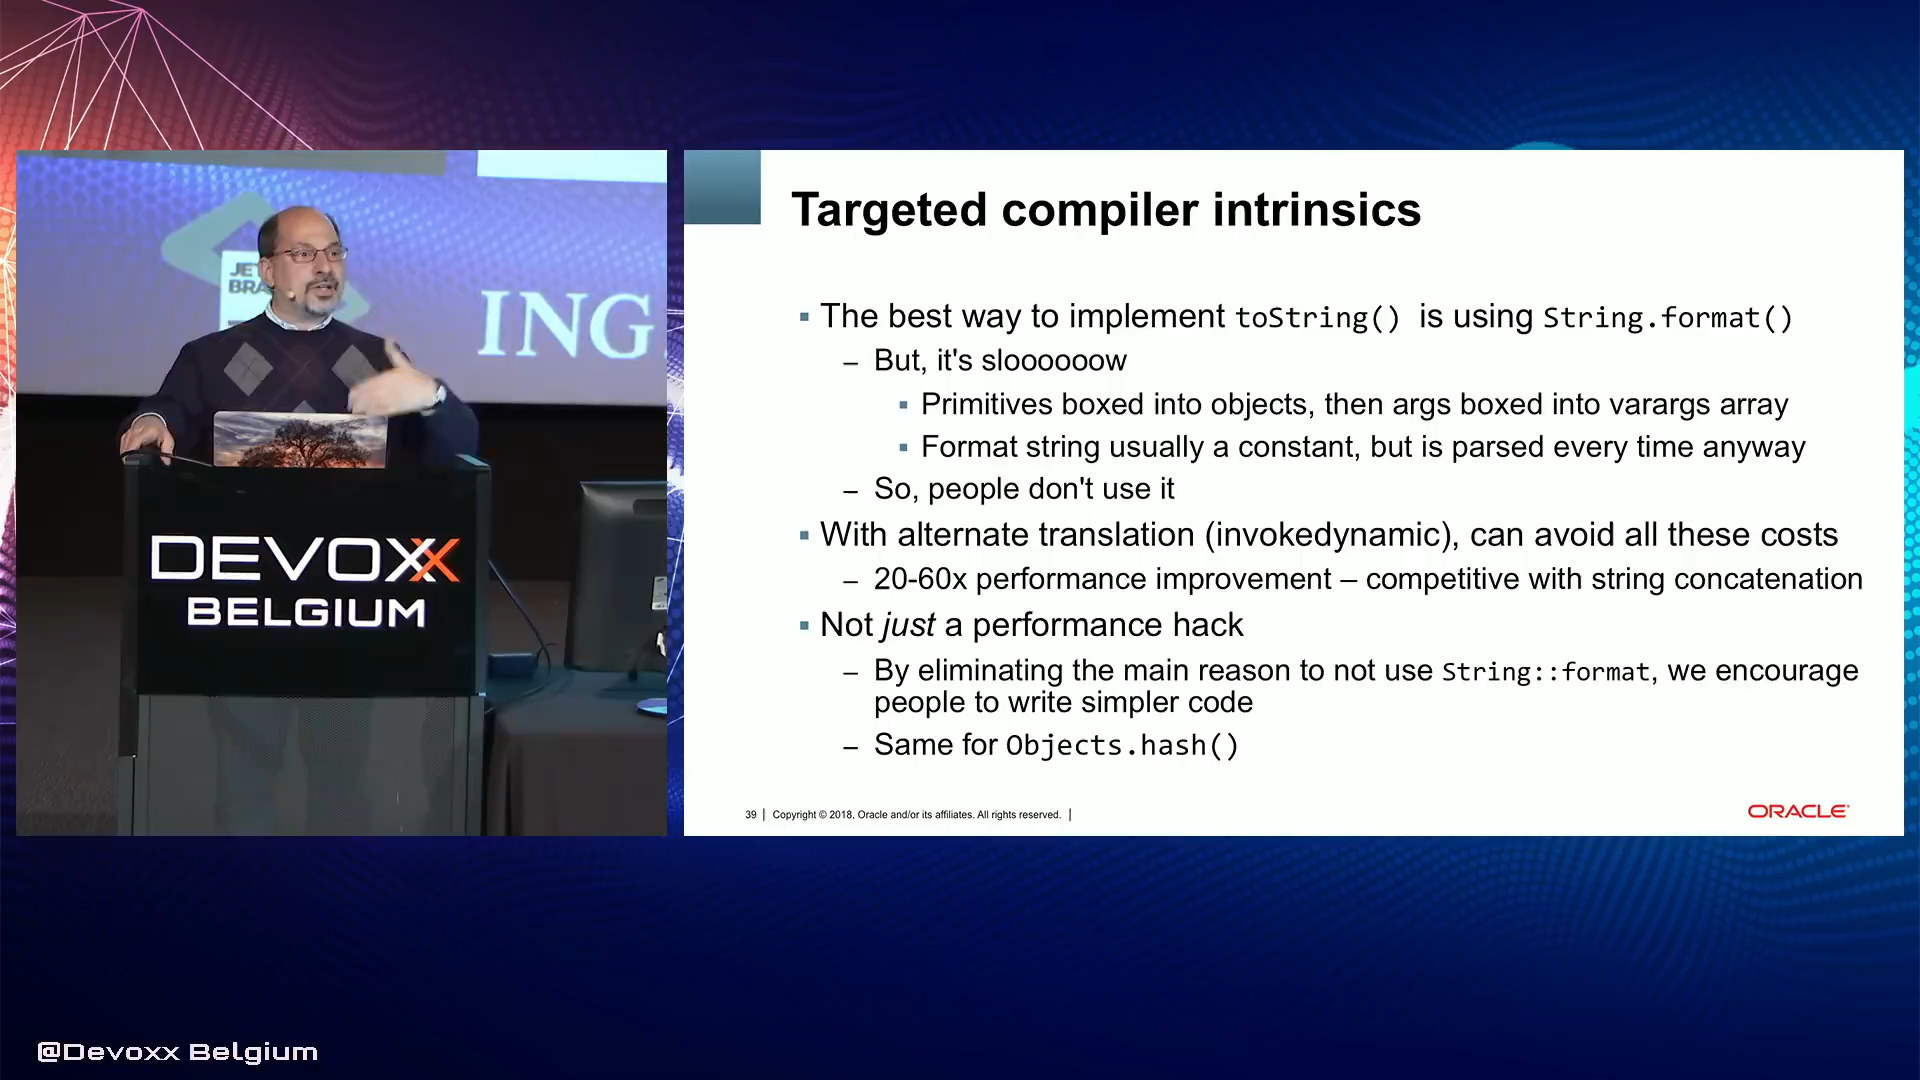 JET
BRA
ING
DEVOXX
BELGIUM
Targeted compiler intrinsics
▪ The best way to implement toString() is using String.format()
– But, it's sloooooow
▪ Primitives boxed into objects, then args boxed into varargs array
▪ Format string usually a constant, but is parsed every time anyway
– So, people don't use it
▪ With alternate translation (invokedynamic), can avoid all these costs
– 20-60x performance improvement – competitive with string concatenation
▪ Not just a performance hack
– By eliminating the main reason to not use String::format, we encourage
people to write simpler code
– Same for Objects.hash()
39 | Copyright © 2018, Oracle and/or its affiliates. All rights reserved. |
ORACLE
@Devoxx Belgium